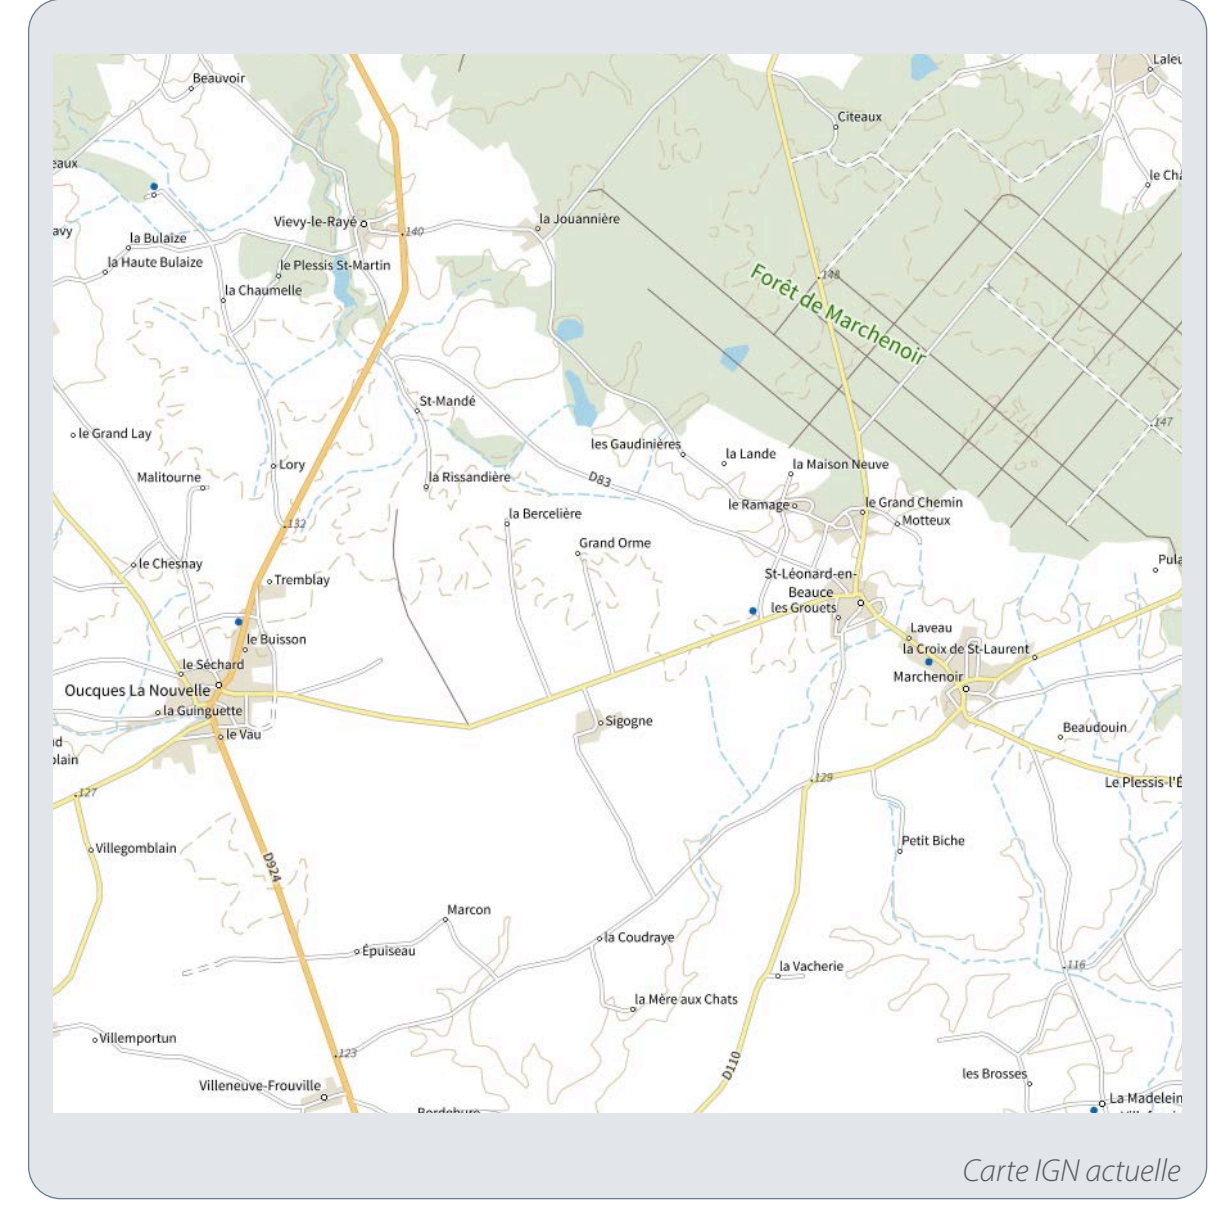 Laleu
Beauvoir
Citeaux
eaux
le Châ
Vievy-le-Rayé
la Jouannière
140
avy
la Bulaize
la Haute Bulaize
le Plessis St-Martin
148
la Chaumelle
Forêt de Marchenoir
St-Mandé
147
le Grand Lay
les Gaudinières
la Lande
Lory
la Maison Neuve
Malitourne
la Rissandière
D83
le Ramage
le Grand Chemin
la Bercelière
Motteux
132
Grand Orme
le Chesnay
Pula
St-Léonard-en-
Beauce
Tremblay
les Grouets
Laveau
le Buisson
la Croix de St-Laurent
le Séchard
Marchenoir
Oucques La Nouvelle
la Guinguette
Sigogne
Beaudouin
le Vau
plain
129
Le Plessis-l'É
127
Petit Biche
Villegomblain
D924
Marcon
la Coudraye
Épuiseau
la Vacherie
116
la Mère aux Chats
Villemportun
123
D110
les Brosses
Villeneuve-Frouville
La Madelein
Carte IGN actuelle